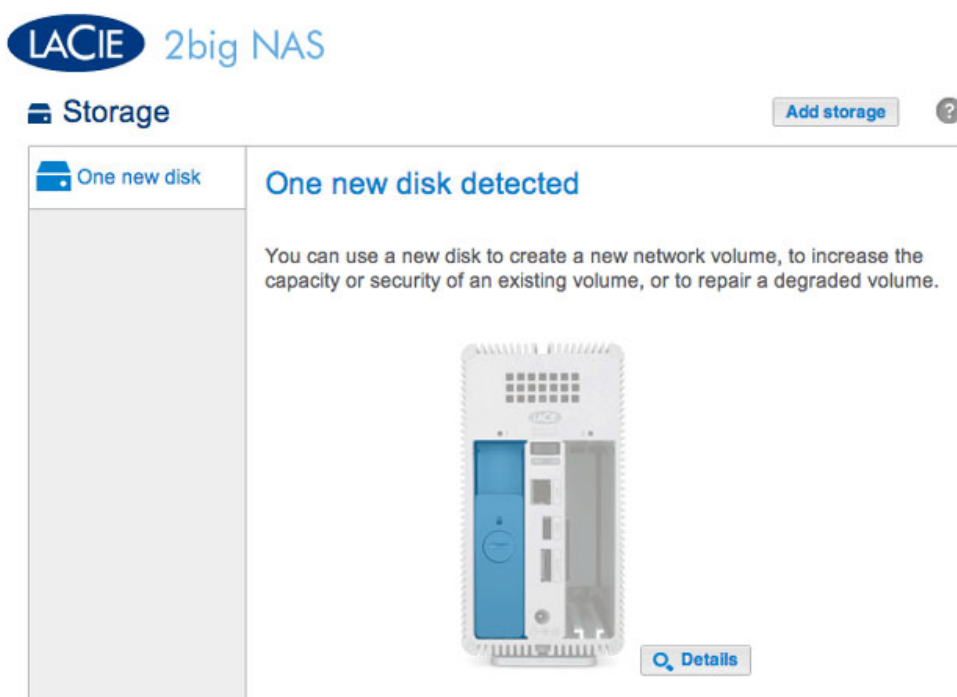 LACIE 2big NAS
Storage
Add storage
?
One new disk
One new disk detected
You can use a new disk to create a new network volume, to increase the
capacity or security of an existing volume, or to repair a degraded volume.
LACIE
Details